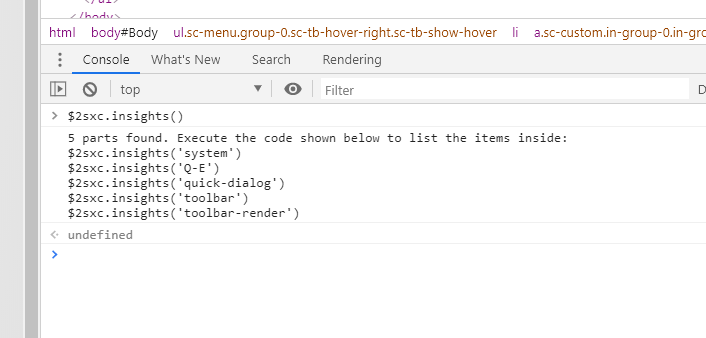 </body>
html body#Body ul.sc-menu.group-0.sc-tb-hover-right.sc-tb-show-hover li a.sc-custom.in-group-0.in-gro
Console What's New Search Rendering
top Filter D
> $2sxc.insights()
5 parts found. Execute the code shown below to list the items inside:
$2sxc.insights('system')
$2sxc.insights('Q-E')
$2sxc.insights('quick-dialog')
$2sxc.insights('toolbar')
$2sxc.insights('toolbar-render')
undefined
>